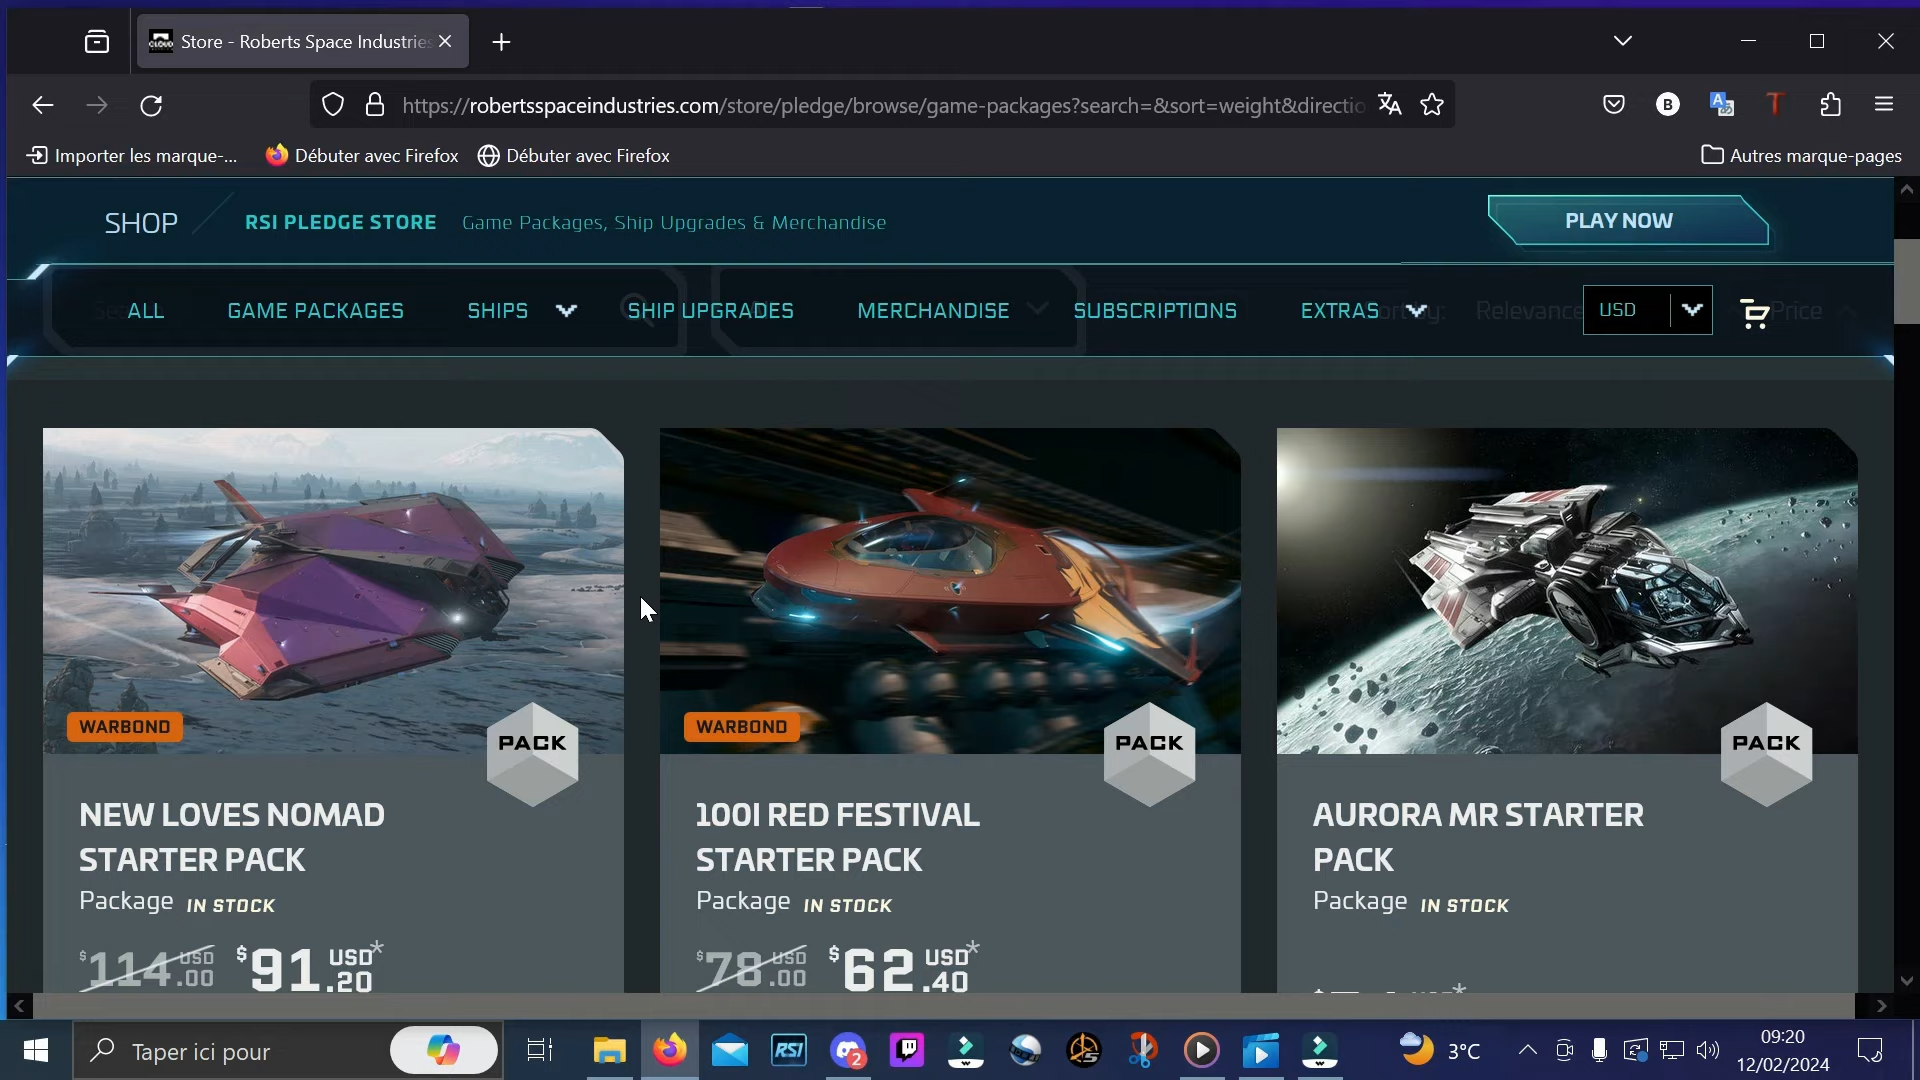 Store - Roberts Space Industries
https://robertsspaceindustries.com/store/pledge/browse/game-packages?search=&sort=weight&directio
B
T
Importer les marque-...
Débuter avec Firefox
Débuter avec Firefox
Autres marque-pages
SHOP
RSI PLEDGE STORE
Game Packages, Ship Upgrades & Merchandise
PLAY NOW
ALL
GAME PACKAGES
SHIPS
SHIP UPGRADES
MERCHANDISE
SUBSCRIPTIONS
EXTRAS
Relevance
USD
Price
WARBOND
PACK
WARBOND
PACK
PACK
NEW LOVES NOMAD
STARTER PACK
Package IN STOCK
$114.00 USD $91.20 USD*
100I RED FESTIVAL
STARTER PACK
Package IN STOCK
$78.00 USD $62.40 USD*
AURORA MR STARTER
PACK
Package IN STOCK
Taper ici pour
RSI
2
3°C
09:20
12/02/2024